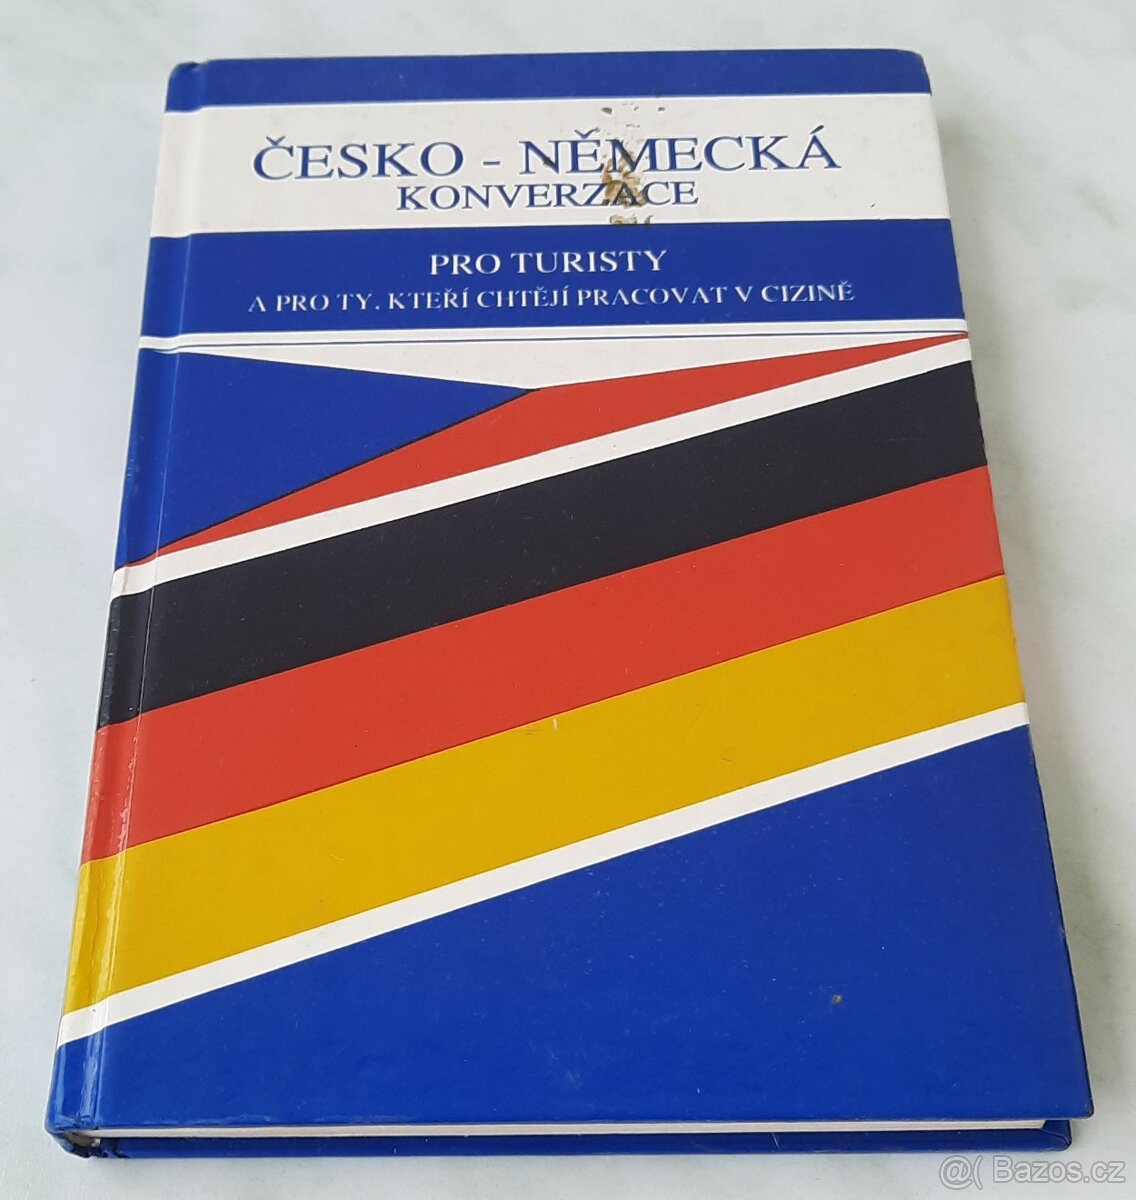 ČESKO - NĚMECKÁ
KONVERZACE
PRO TURISTY
A PRO TY, KTEŘÍ CHTĚJÍ PRACOVAT V CIZINĚ
@( Bazos.cz